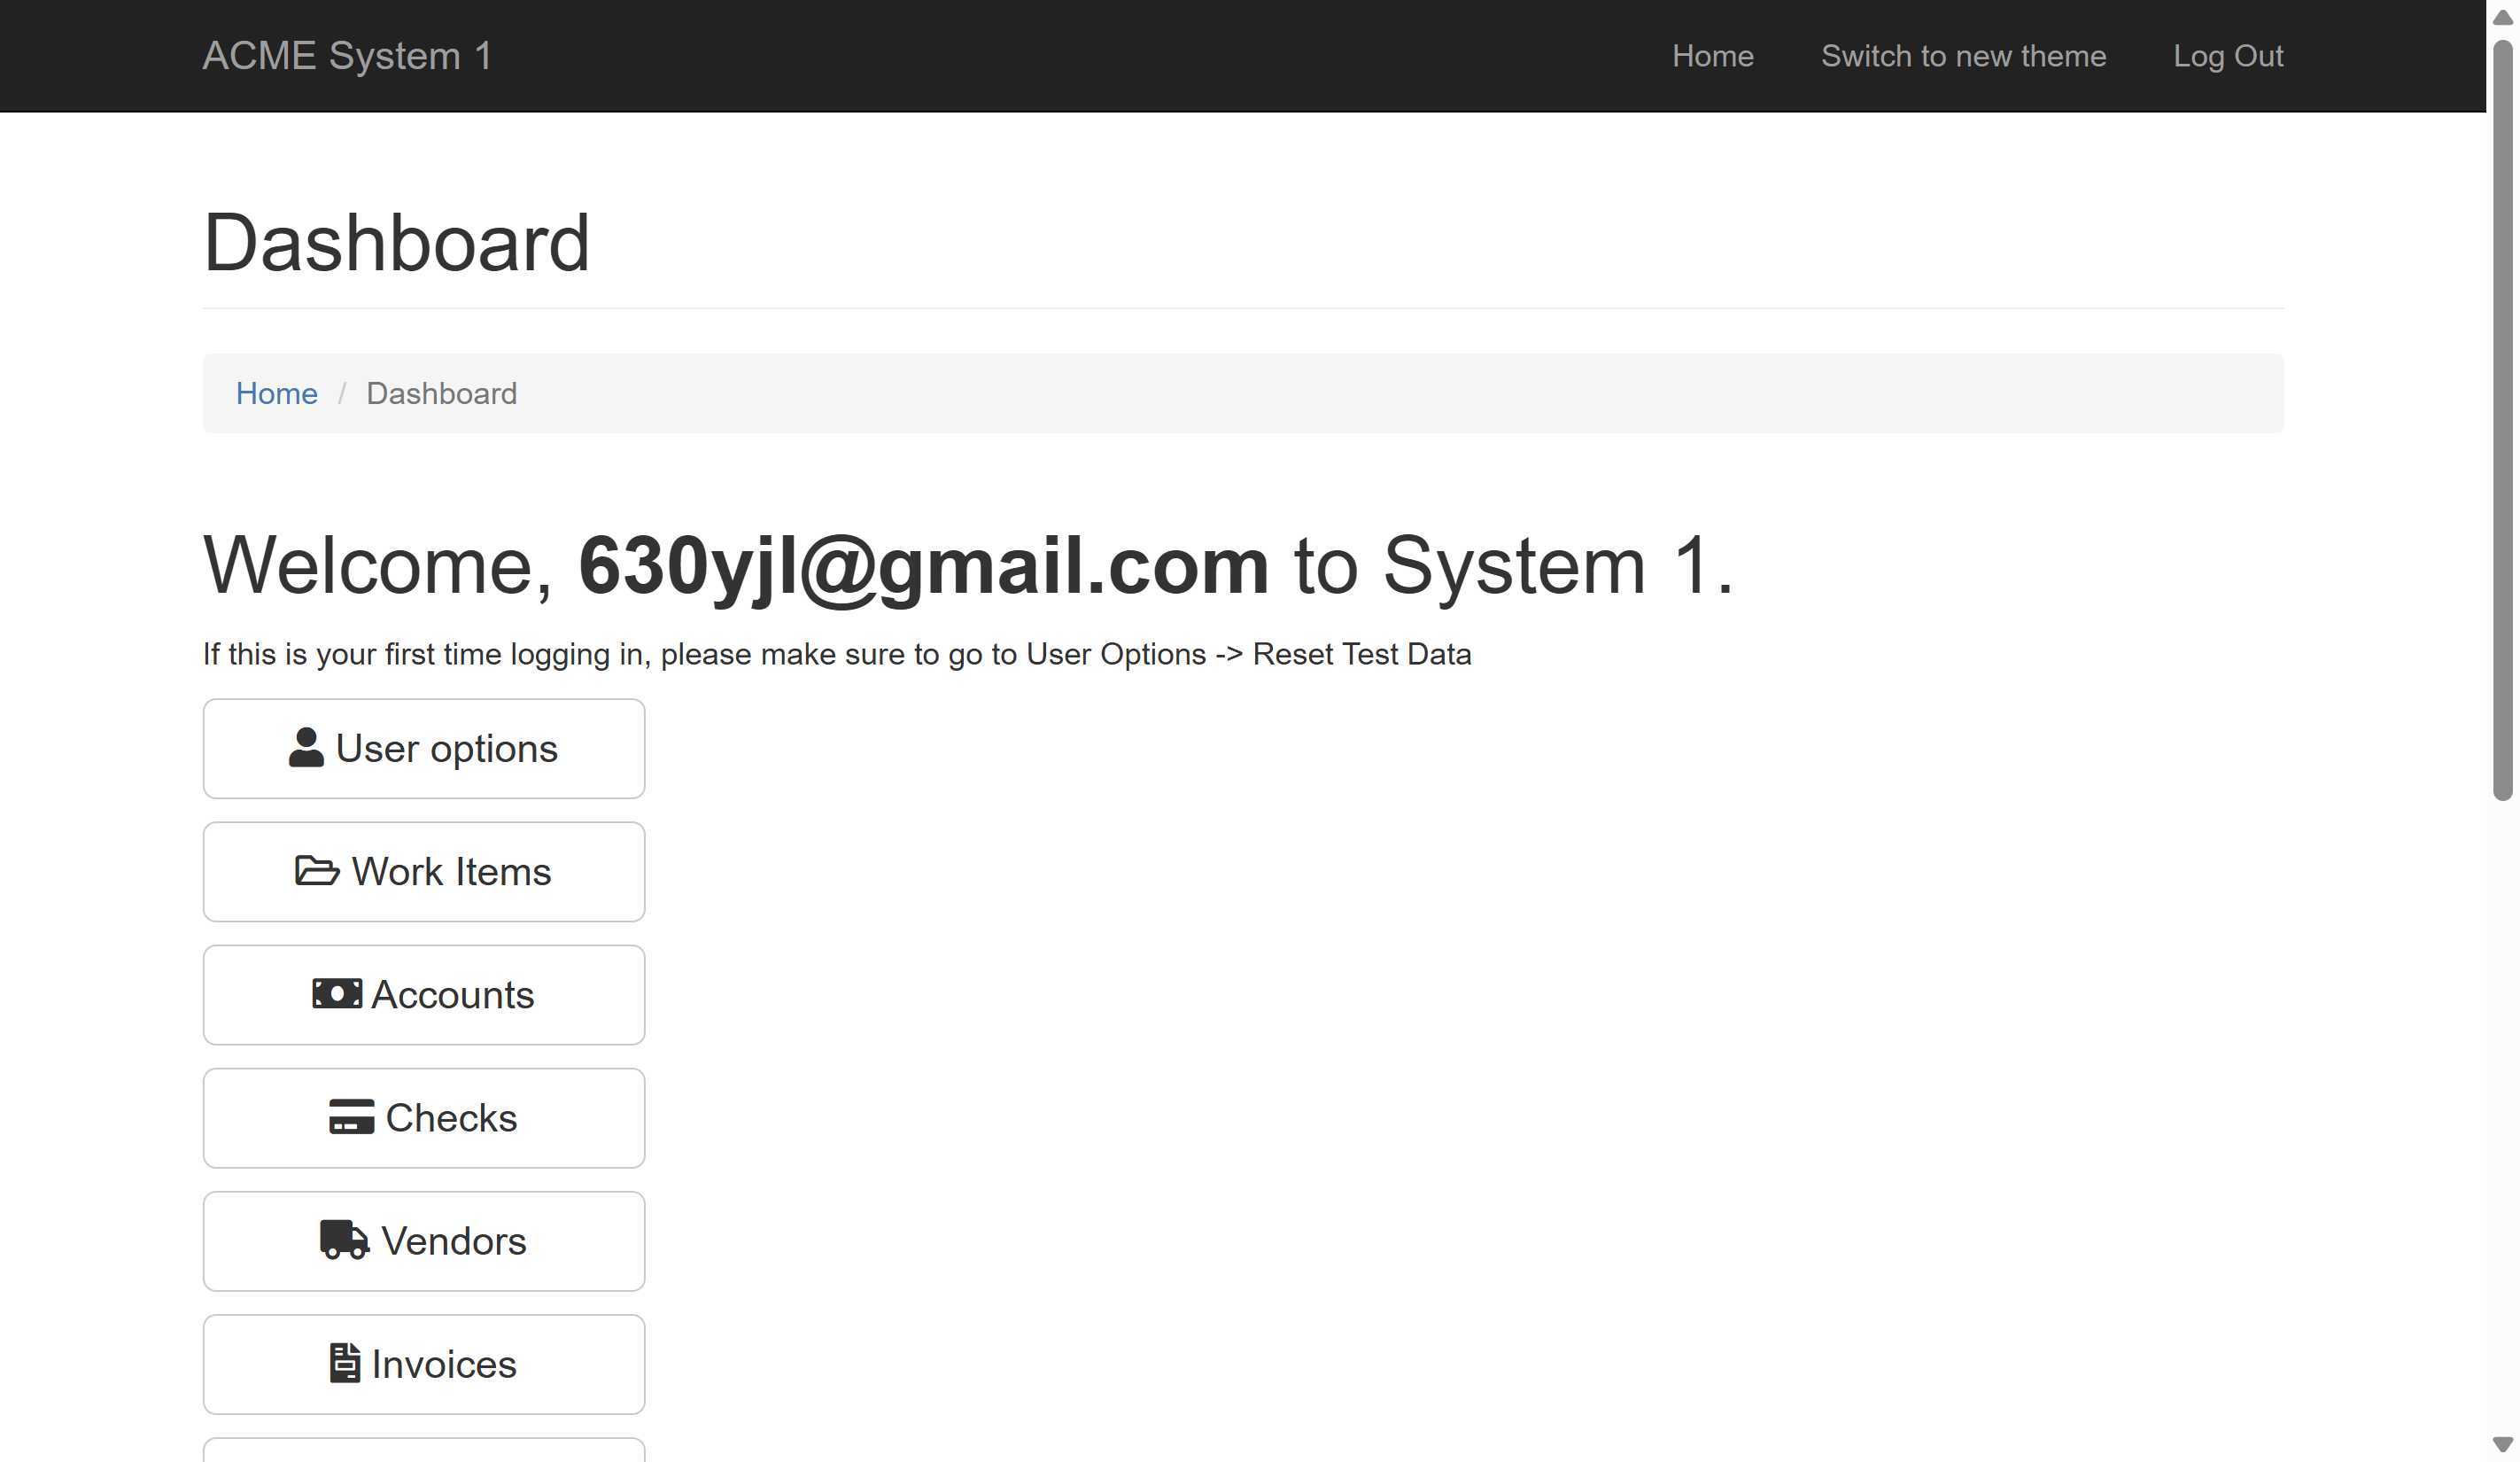 ACME System 1
Home
Switch to new theme
Log Out
Dashboard
Home / Dashboard
Welcome, 630yjl@gmail.com to System 1.
If this is your first time logging in, please make sure to go to User Options -> Reset Test Data
User options
Work Items
Accounts
Checks
Vendors
Invoices